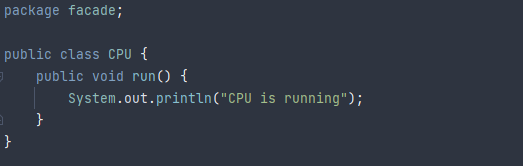 package facade;
public class CPU {
public void run() {
System.out.println("CPU is running");
}
}